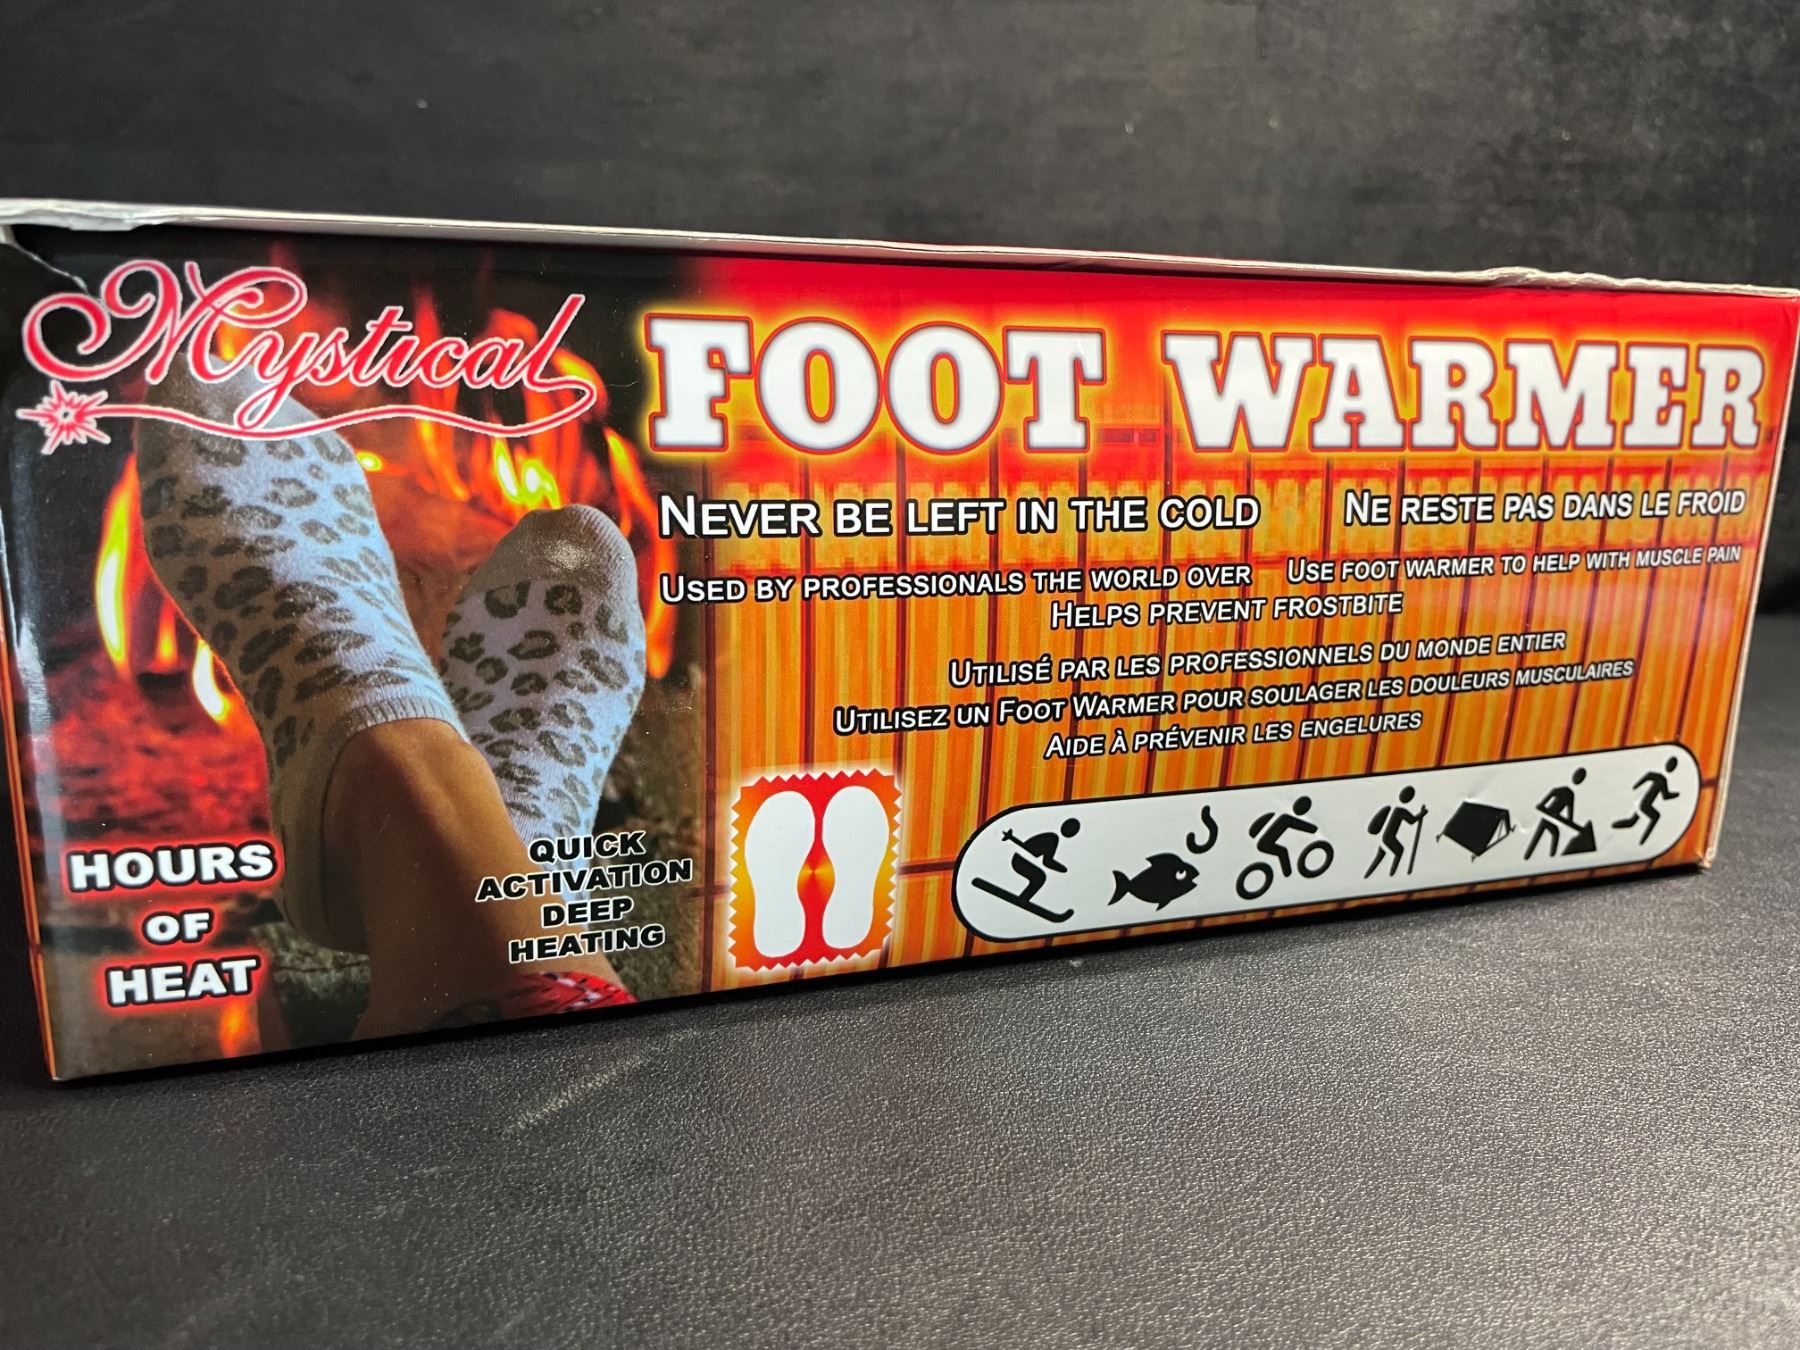 Mystical
FOOT WARMER
NEVER BE LEFT IN THE COLD
NE RESTE PAS DANS LE FROID
USED BY PROFESSIONALS THE WORLD OVER
USE FOOT WARMER TO HELP WITH MUSCLE PAIN
HELPS PREVENT FROSTBITE
UTILISÉ PAR LES PROFESSIONNELS DU MONDE ENTIER
UTILISEZ UN FOOT WARMER POUR SOULAGER LES DOULEURS MUSCULAIRES
AIDE À PRÉVENIR LES ENGELURES
HOURS
OF
HEAT
QUICK
ACTIVATION
DEEP
HEATING